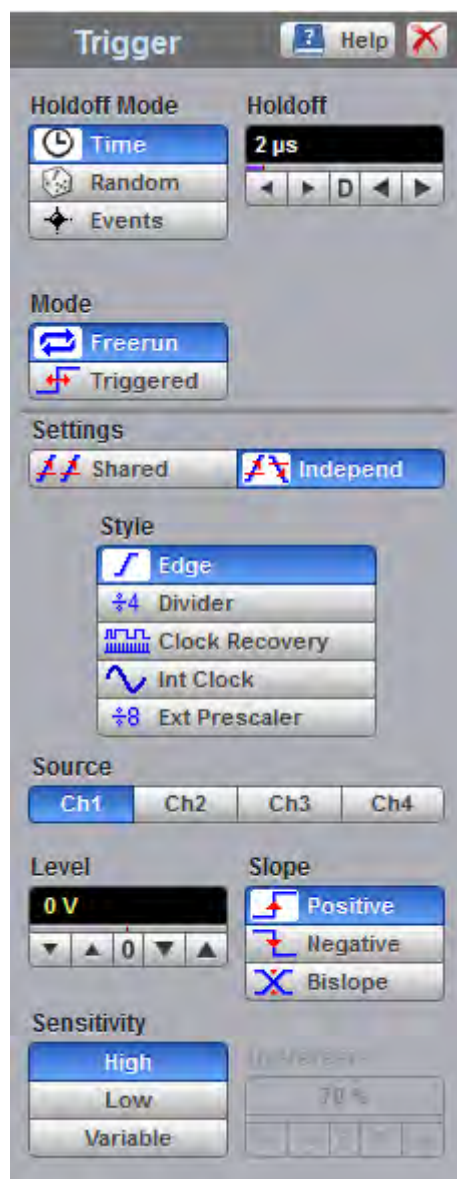 Trigger ? Help
Holdoff Mode Holdoff
Time 2 µs
Random D
Events
Mode
Freerun
Triggered
Settings
Shared Independ
Style
Edge
÷4 Divider
Clock Recovery
Int Clock
÷8 Ext Prescaler
Source
Ch1 Ch2 Ch3 Ch4
Level Slope
0 V Positive
0 Negative
Bislope
Sensitivity
High
Low 70 %
Variable